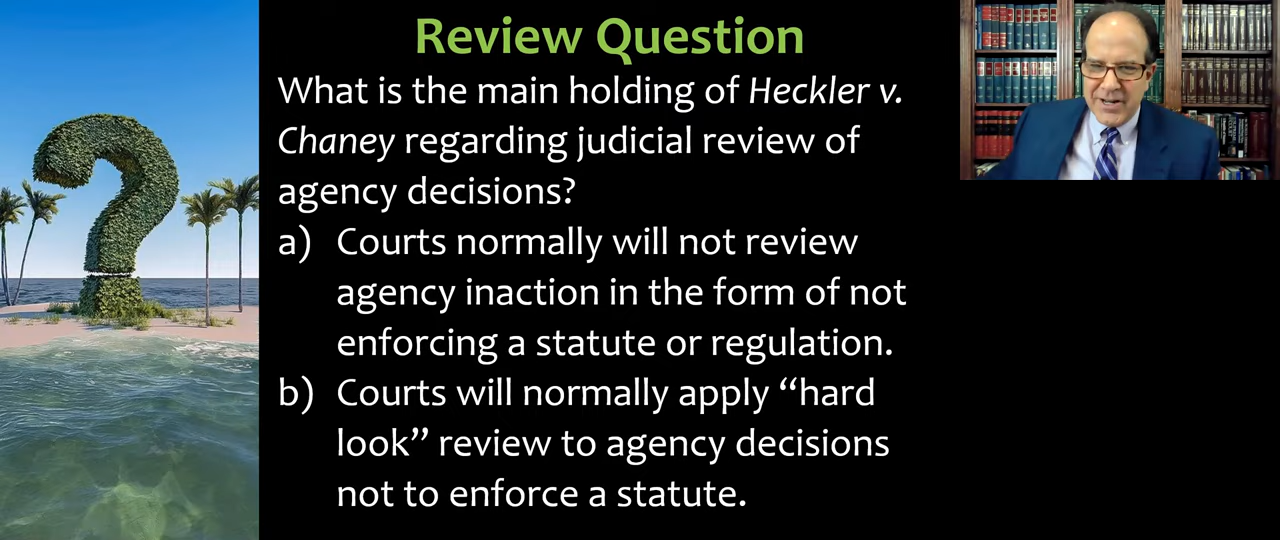 Review Question
What is the main holding of Heckler v.
Chaney regarding judicial review of
agency decisions?
a) Courts normally will not review
agency inaction in the form of not
enforcing a statute or regulation.
b) Courts will normally apply “hard
look” review to agency decisions
not to enforce a statute.